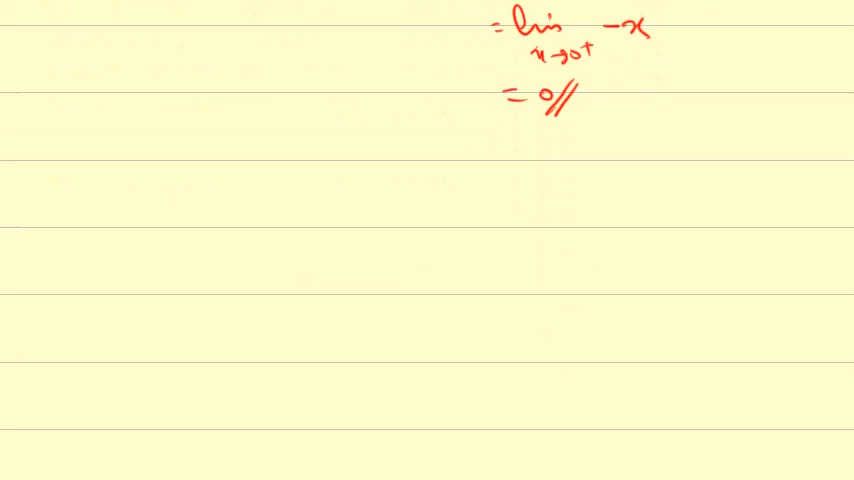 = lim -x
x→0+
= 0//